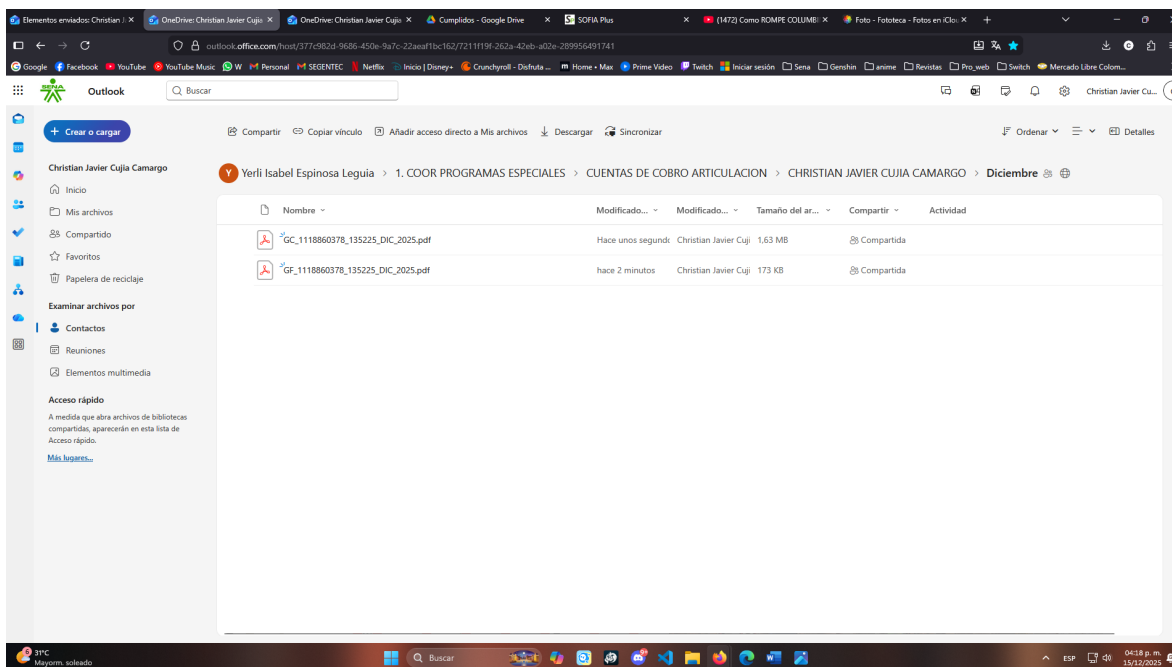 Elementos enviados: Christian J
OneDrive: Christian Javier Cujia
OneDrive: Christian Javier Cujia
Cumplidos - Google Drive
SOFIA Plus
(1472) Como ROMPE COLUMBI
Foto - Fototeca - Fotos en iClou
outlook.office.com/host/377c982d-9686-450e-9a7c-22aeaf1bc162/7211f19f-262a-42eb-a02e-289956491741
Google Facebook YouTube YouTube Music W Personal SEGENTEC Netflix Inicio | Disney+ Crunchyroll - Disfruta ... Home • Max Prime Video Twitch Iniciar sesión Sena Genshin anime Revistas Pro_web Switch Mercado Libre Colom...
SENA
Outlook
Buscar
Christian Javier Cu...
Crear o cargar
Compartir Copiar vínculo Añadir acceso directo a Mis archivos Descargar Sincronizar
Ordenar Detalles
Christian Javier Cujia Camargo
Inicio
Mis archivos
Compartido
Favoritos
Papelera de reciclaje
Examinar archivos por
Contactos
Reuniones
Elementos multimedia
Acceso rápido
A medida que abra archivos de bibliotecas
compartidas, aparecerán en esta lista de
Acceso rápido.
Más lugares...
Y Yerli Isabel Espinosa Leguia > 1. COOR PROGRAMAS ESPECIALES > CUENTAS DE COBRO ARTICULACION > CHRISTIAN JAVIER CUJIA CAMARGO > Diciembre
Nombre Modificado... Modificado... Tamaño del ar... Compartir Actividad
GC_1118860378_135225_DIC_2025.pdf Hace unos segundo Christian Javier Cuji 1,63 MB Compartida
GF_1118860378_135225_DIC_2025.pdf hace 2 minutos Christian Javier Cuji 173 KB Compartida
31°C
Mayorm. soleado
Buscar
ESP
04:18 p. m.
15/12/2025